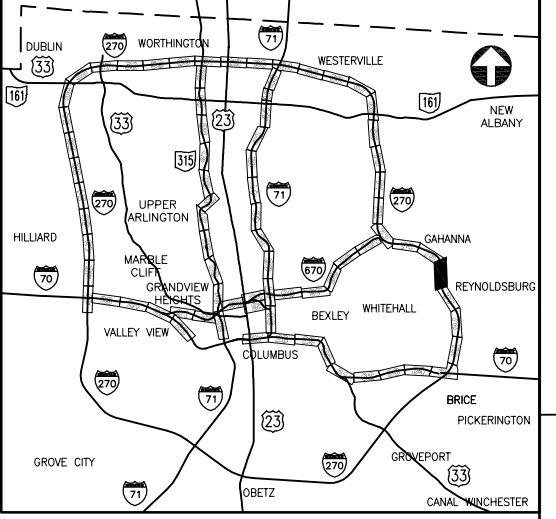 DUBLIN
33
270
WORTHINGTON
71
WESTERVILLE
161
33
23
161
NEW
ALBANY
315
270
UPPER
ARLINGTON
71
270
HILLIARD
GAHANNA
70
MARBLE
CLIFF
670
GRANDVIEW
HEIGHTS
REYNOLDSBURG
BEXLEY
WHITEHALL
VALLEY VIEW
COLUMBUS
70
270
71
BRICE
23
PICKERINGTON
GROVE CITY
270
GROVEPORT
33
71
OBETZ
CANAL WINCHESTER